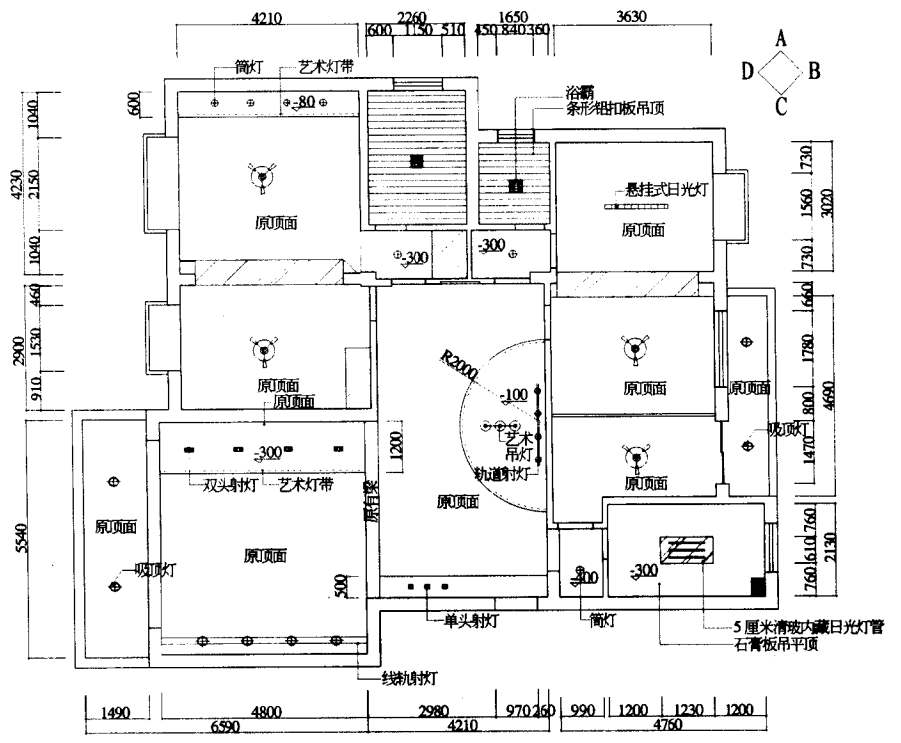 4210
2260
1650
3630
600 1150 510
450 840 360
A
D B
C
筒灯
艺术灯带
浴霸
条形铝扣板吊顶
600
-80
1040
4230
2150
1040
730
1560
3020
730
悬挂式日光灯
原顶面
原顶面
-300
-300
460
2900
1530
910
660
1780
800
4690
1470
R2000
-100
原顶面
原顶面
原顶面
原顶面
吸顶灯
艺术
吊灯
轨道射灯
1200
-300
双头射灯
艺术灯带
原有梁
原顶面
原顶面
原顶面
原顶面
5540
吸顶灯
500
760
610
2130
760
-300
单头射灯
筒灯
5厘米清玻内藏日光灯管
石膏板吊平顶
线轨射灯
1490
4800
2980
970 260
990
1200
1230
1200
6590
4210
4760